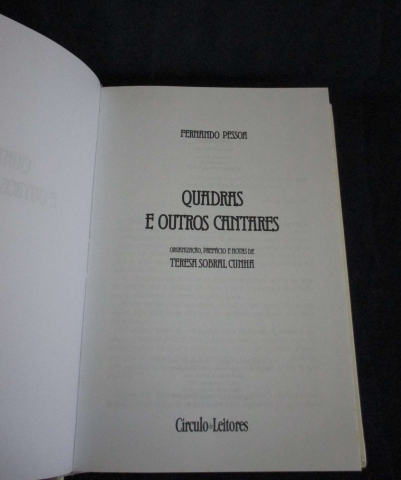 FERNANDO PESSOA
QUADRAS
E OUTROS CANTARES
ORGANIZAÇÃO, PREFÁCIO E NOTAS DE
TERESA SOBRAL CUNHA
Círculo de Leitores